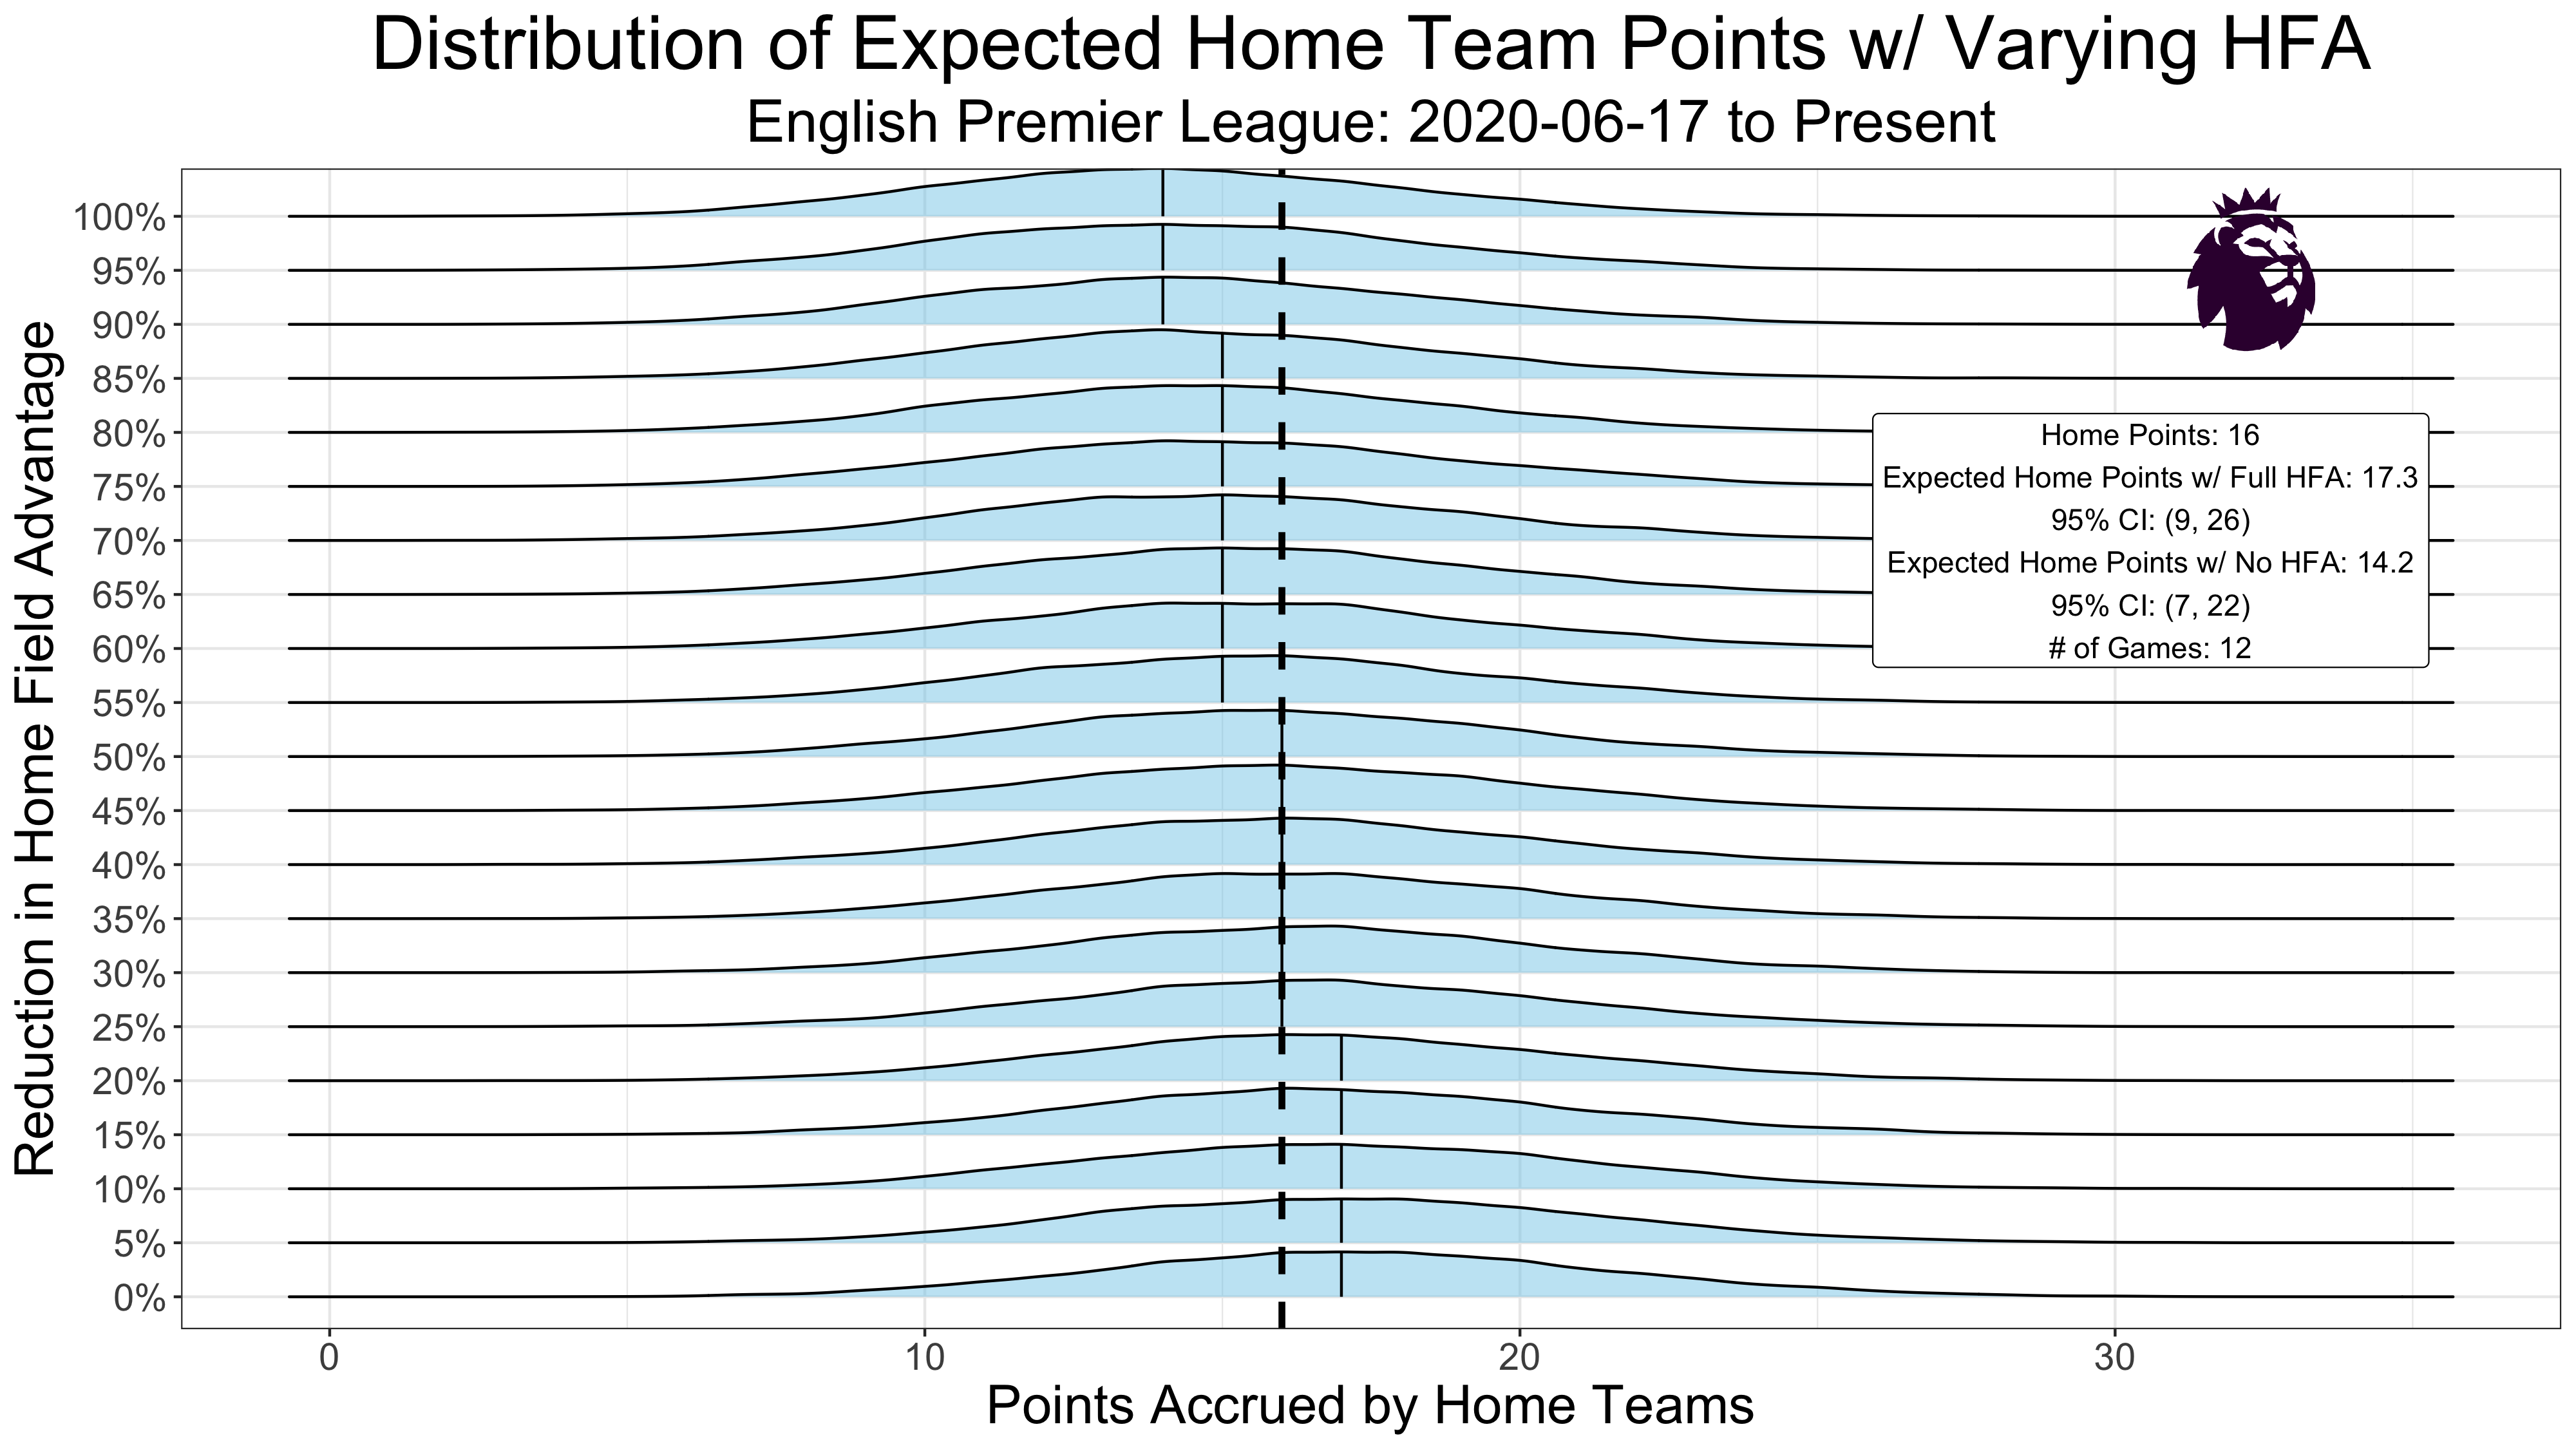 Distribution of Expected Home Team Points w/ Varying HFA
English Premier League: 2020-06-17 to Present
Reduction in Home Field Advantage
100%
95%
90%
85%
80%
75%
70%
65%
60%
55%
50%
45%
40%
35%
30%
25%
20%
15%
10%
5%
0%
Home Points: 16
Expected Home Points w/ Full HFA: 17.3
95% CI: (9, 26)
Expected Home Points w/ No HFA: 14.2
95% CI: (7, 22)
# of Games: 12
0 10 20 30
Points Accrued by Home Teams